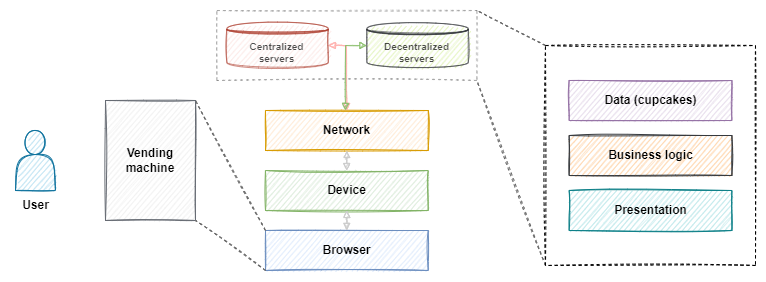 Centralized
servers
Decentralized
servers
Data (cupcakes)
Network
Vending
machine
Business logic
Device
User
Presentation
Browser